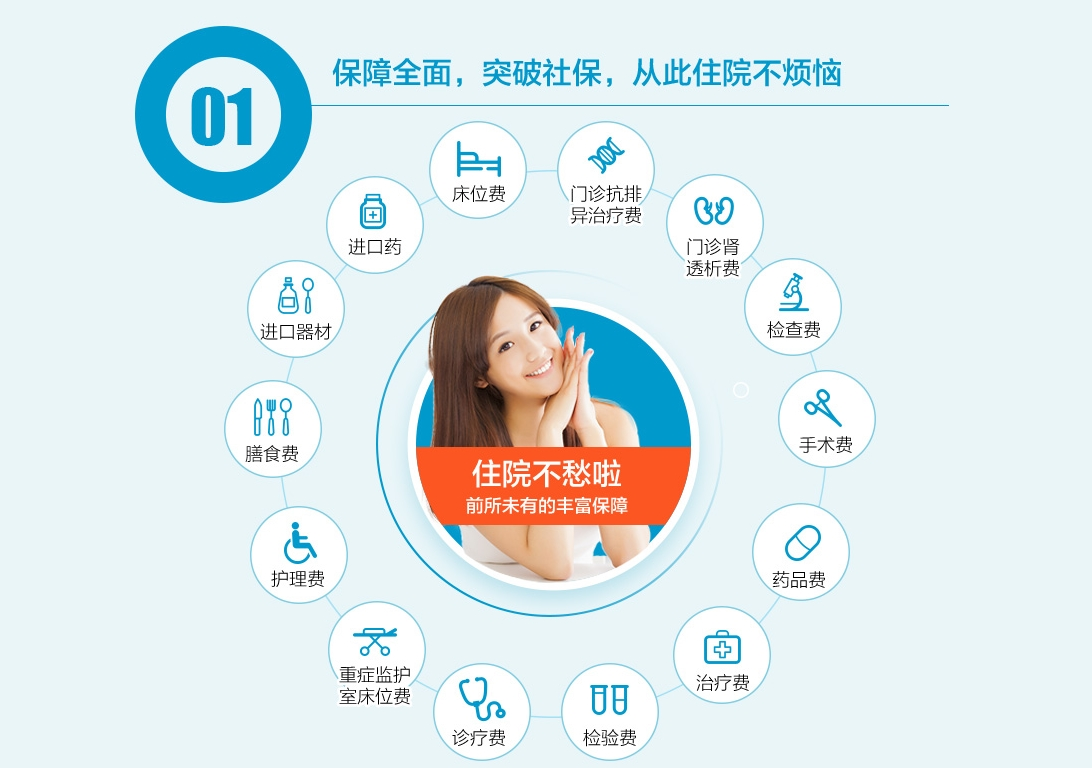 01
保障全面，突破社保，从此住院不烦恼
床位费
门诊抗排
异治疗费
门诊肾
透析费
检查费
手术费
药品费
治疗费
检验费
诊疗费
重症监护
室床位费
护理费
膳食费
进口器材
进口药
住院不愁啦
前所未有的丰富保障